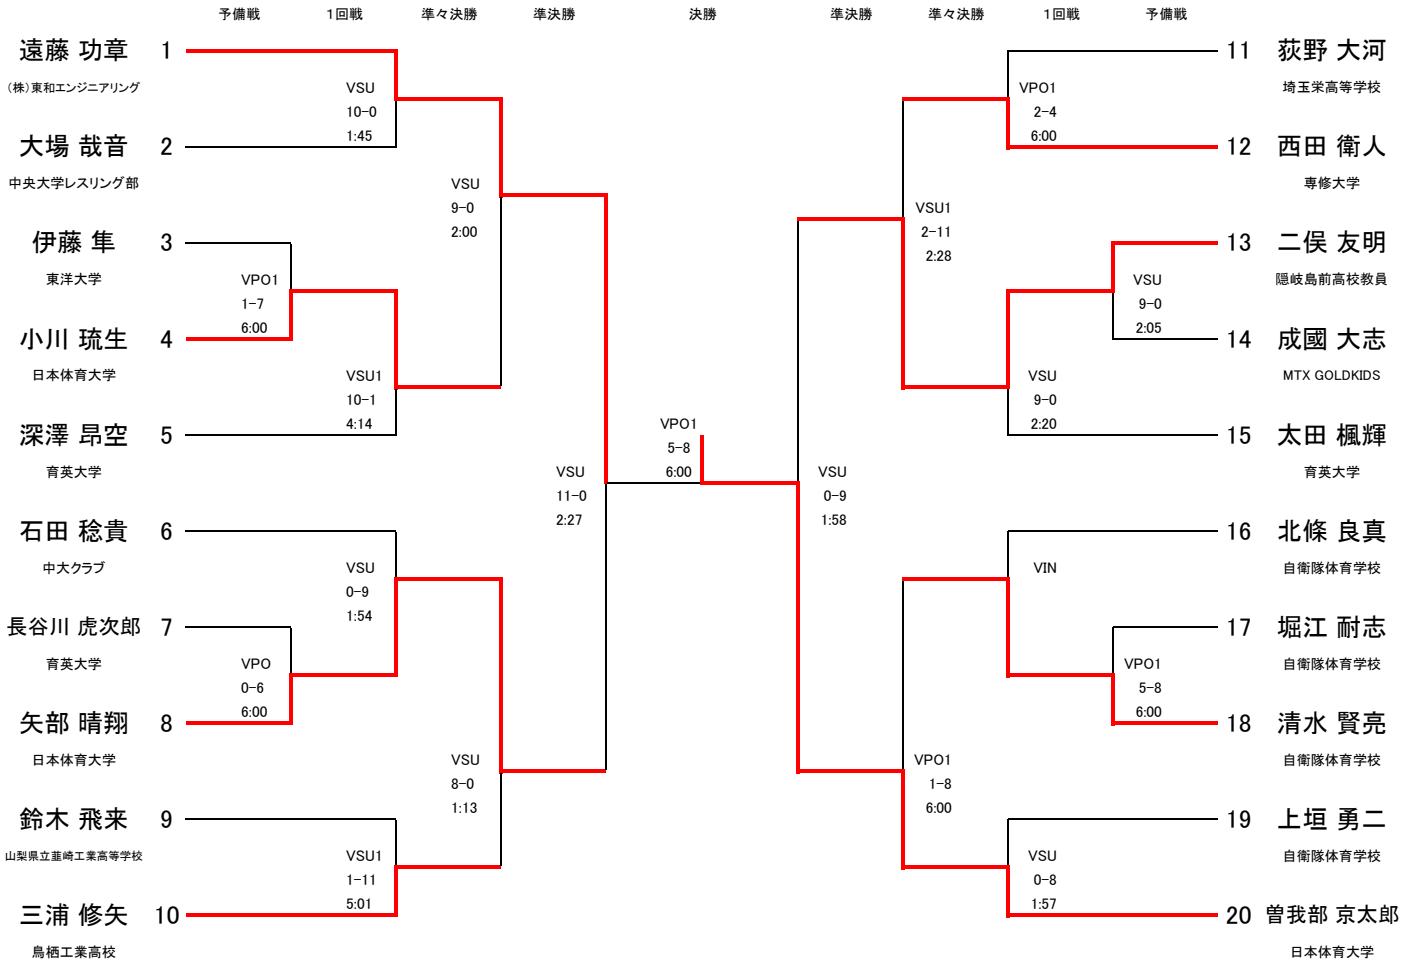 予備戦 1回戦 準々決勝 準決勝 決勝 準決勝 準々決勝 1回戦 予備戦
遠藤 功章 1
(株)東和エンジニアリング
VSU
10-0
1:45
大場 哉音 2
中央大学レスリング部
VSU
9-0
2:00
伊藤 隼 3
東洋大学
VPO1
1-7
6:00
小川 琉生 4
日本体育大学
VSU1
10-1
4:14
深澤 昂空 5
育英大学
VSU
11-0
2:27
石田 稔貴 6
中大クラブ
VSU
0-9
1:54
長谷川 虎次郎 7
育英大学
VPO
0-6
6:00
矢部 晴翔 8
日本体育大学
VSU
8-0
1:13
鈴木 飛来 9
山梨県立韮崎工業高等学校
VSU1
1-11
5:01
三浦 修矢 10
鳥栖工業高校
VPO1
5-8
6:00
11 荻野 大河
埼玉栄高等学校
VPO1
2-4
6:00
12 西田 衛人
専修大学
VSU1
2-11
2:28
13 二俣 友明
隠岐島前高校教員
VSU
9-0
2:05
14 成國 大志
MTX GOLDKIDS
VSU
9-0
2:20
15 太田 楓輝
育英大学
VSU
0-9
1:58
16 北條 良真
自衛隊体育学校
VIN
17 堀江 耐志
自衛隊体育学校
VPO1
5-8
6:00
18 清水 賢亮
自衛隊体育学校
VPO1
1-8
6:00
19 上垣 勇二
自衛隊体育学校
VSU
0-8
1:57
20 曽我部 京太郎
日本体育大学